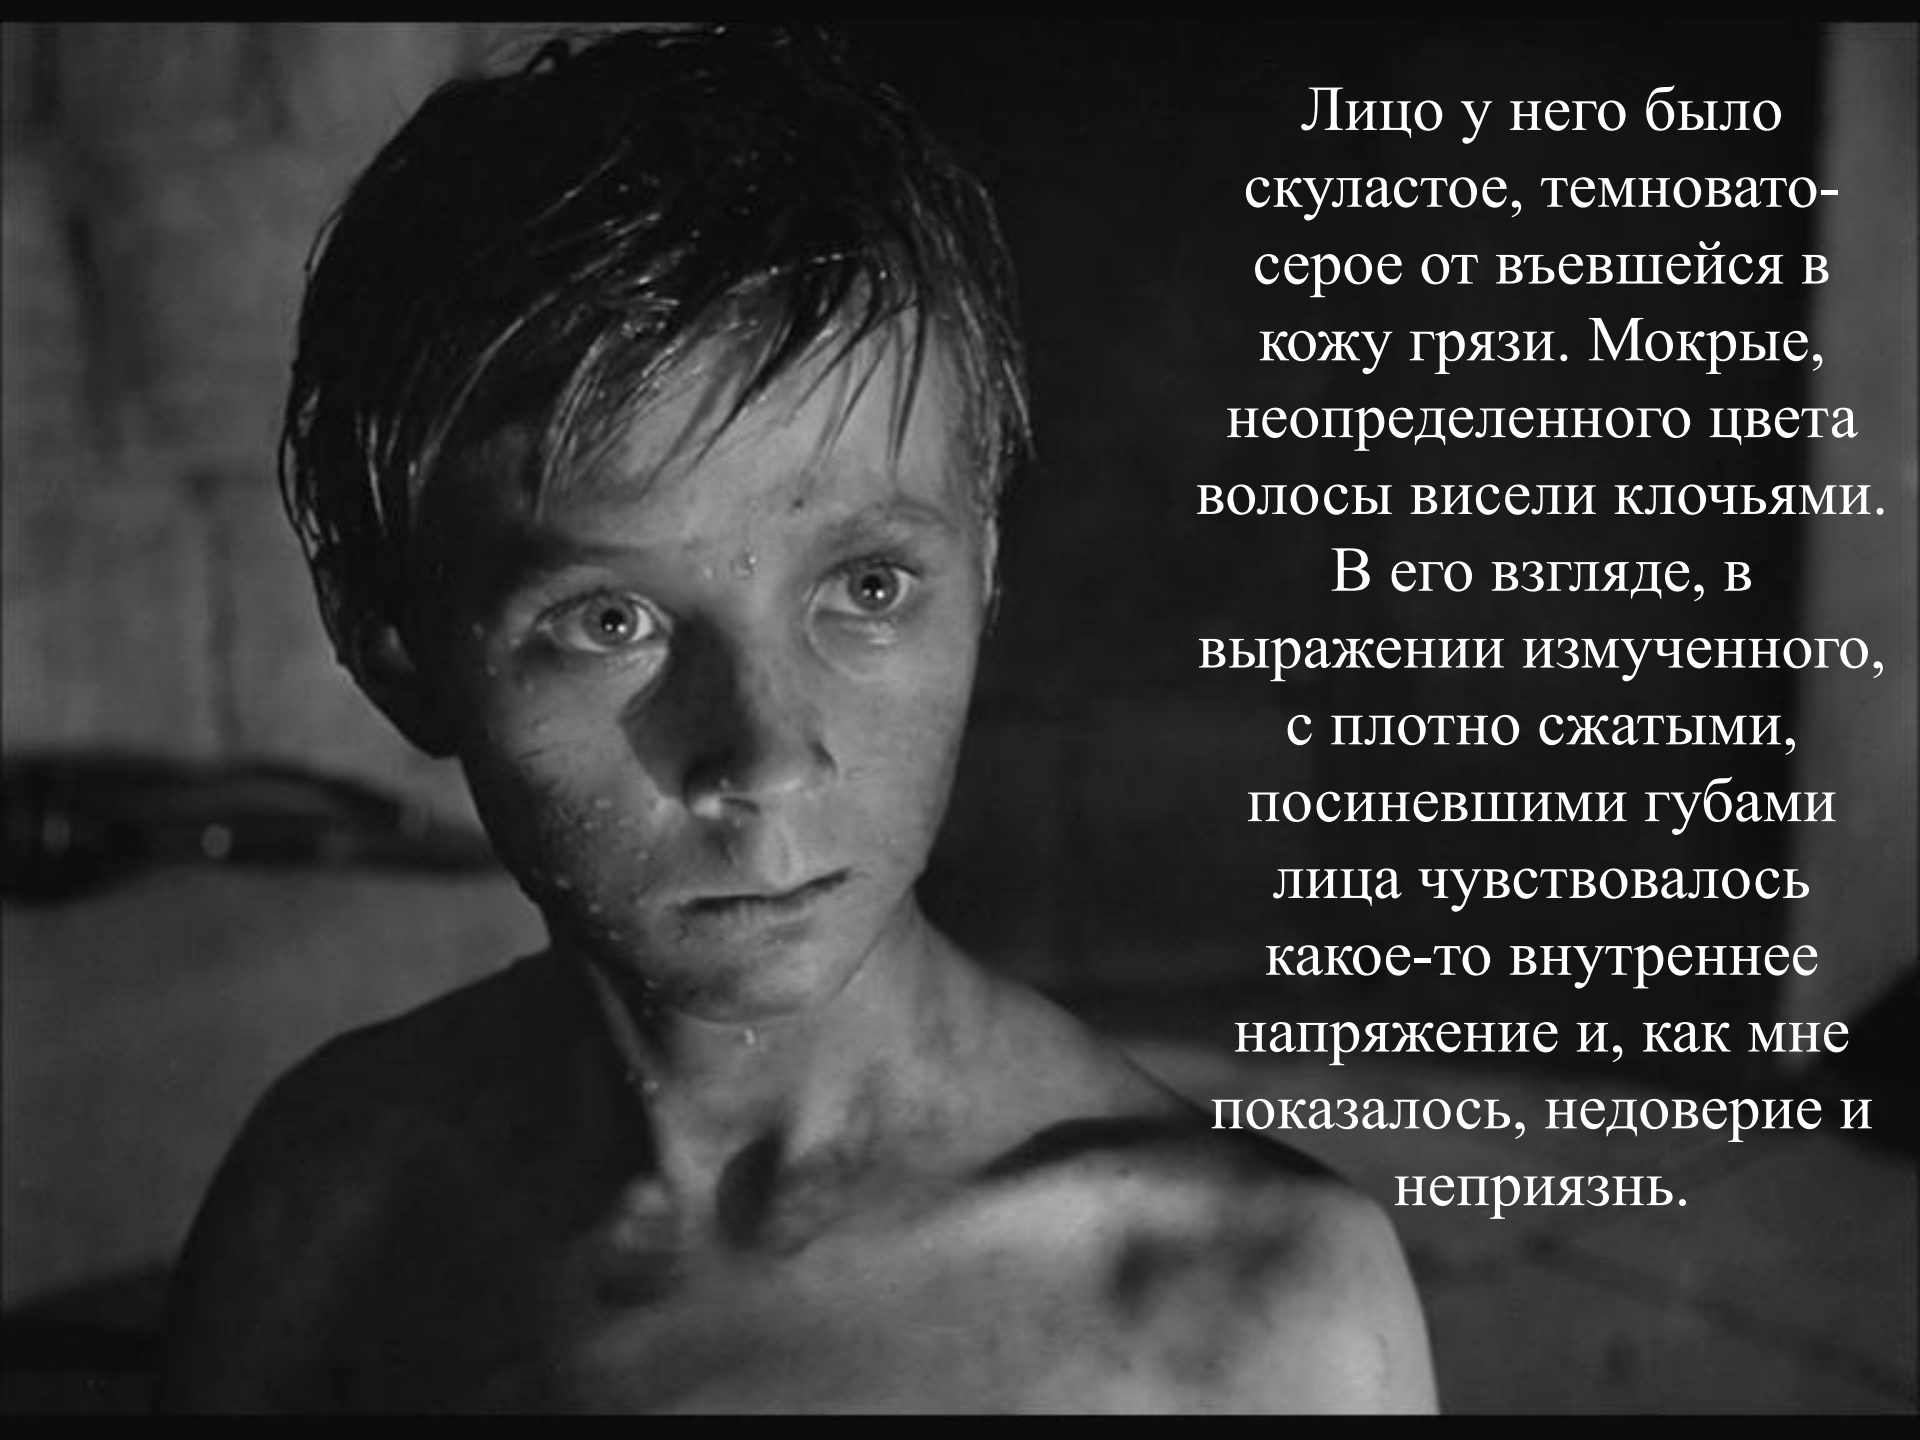 Лицо у него было
скуластое, темновато-
серое от въевшейся в
кожу грязи. Мокрые,
неопределенного цвета
волосы висели клочьями.
В его взгляде, в
выражении измученного,
с плотно сжатыми,
посиневшими губами
лица чувствовалось
какое-то внутреннее
напряжение и, как мне
показалось, недоверие и
неприязнь.